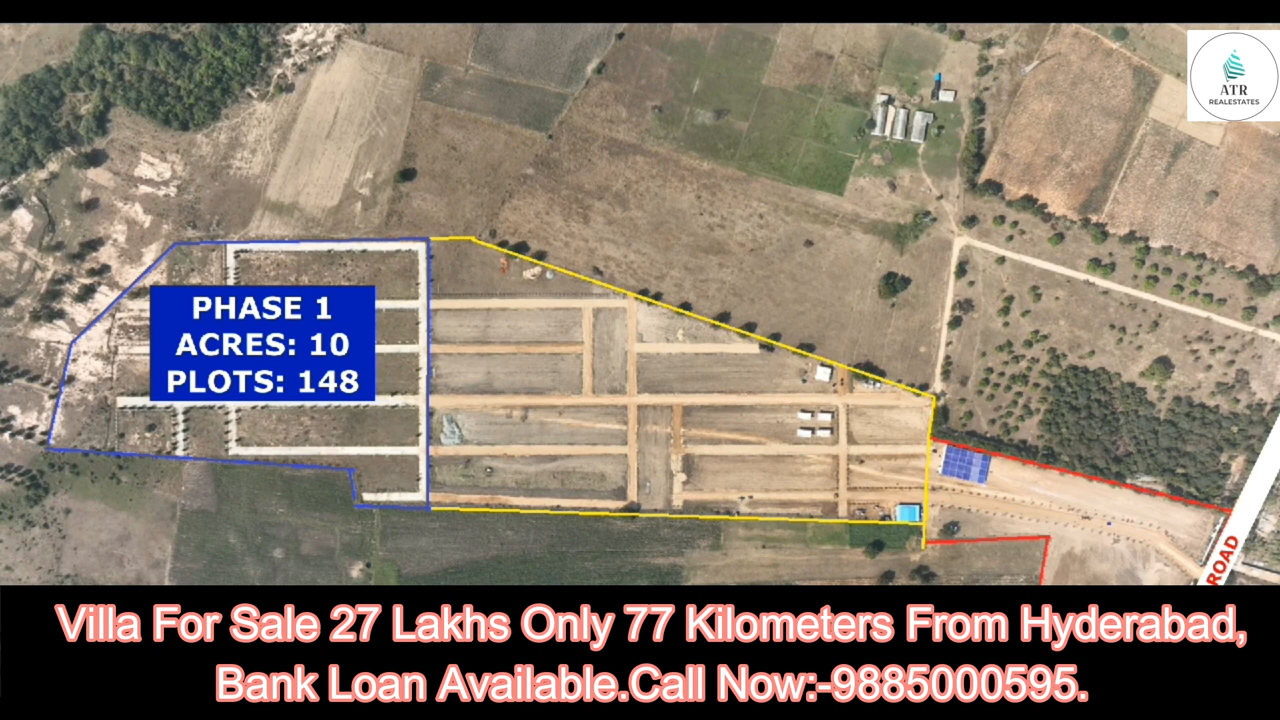 ATR
REALESTATES
PHASE 1
ACRES: 10
PLOTS: 148
ROAD
Villa For Sale 27 Lakhs Only 77 Kilometers From Hyderabad,
Bank Loan Available.Call Now:-9885000595.